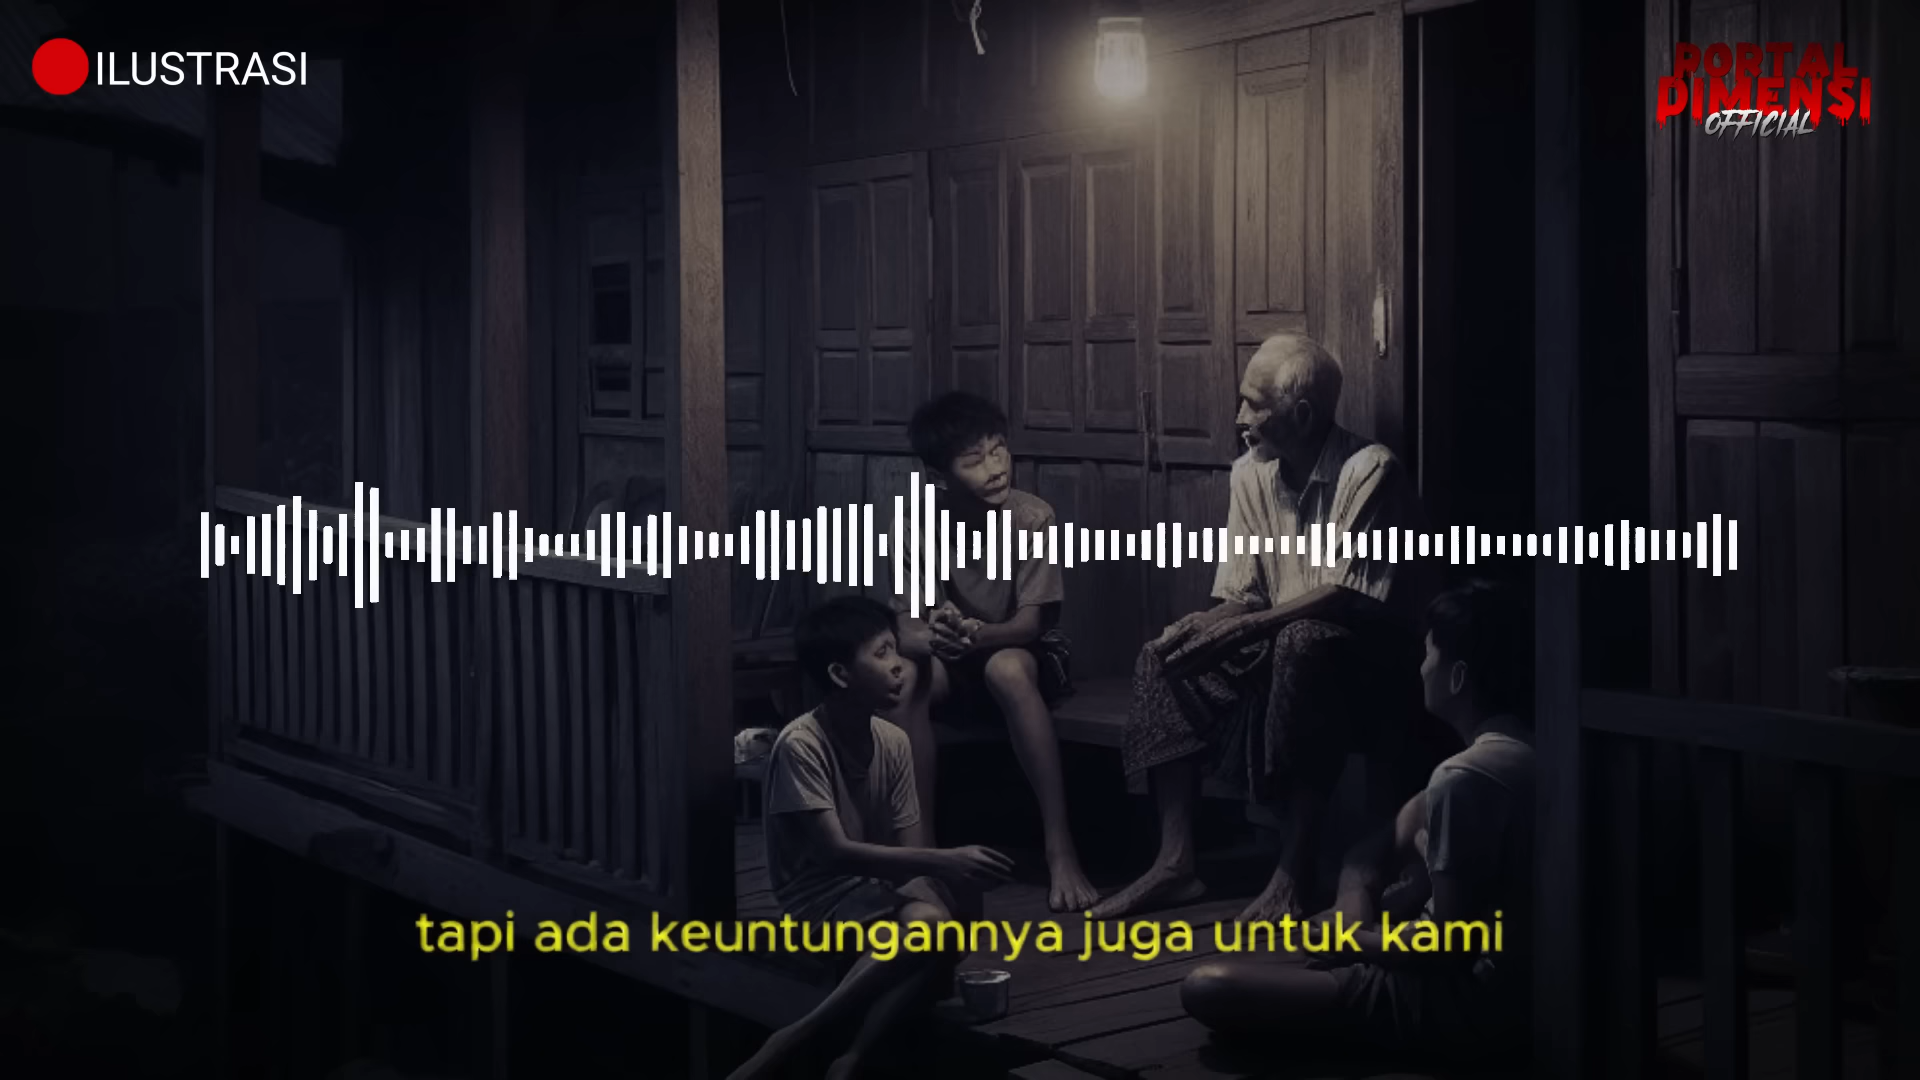 ILUSTRASI
PORTAL
DIMENSI
OFFICIAL
tapi ada keuntungannya juga untuk kami